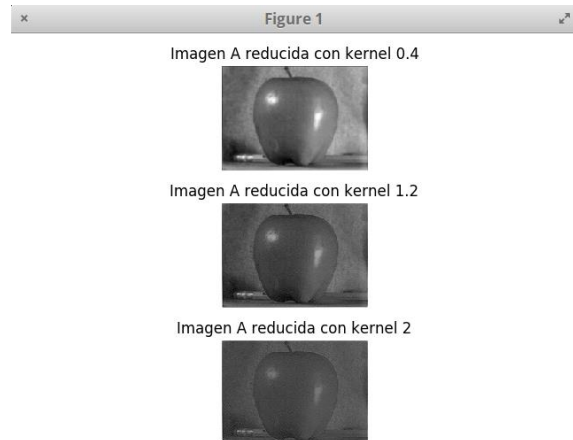 Figure 1
Imagen A reducida con kernel 0.4
Imagen A reducida con kernel 1.2
Imagen A reducida con kernel 2